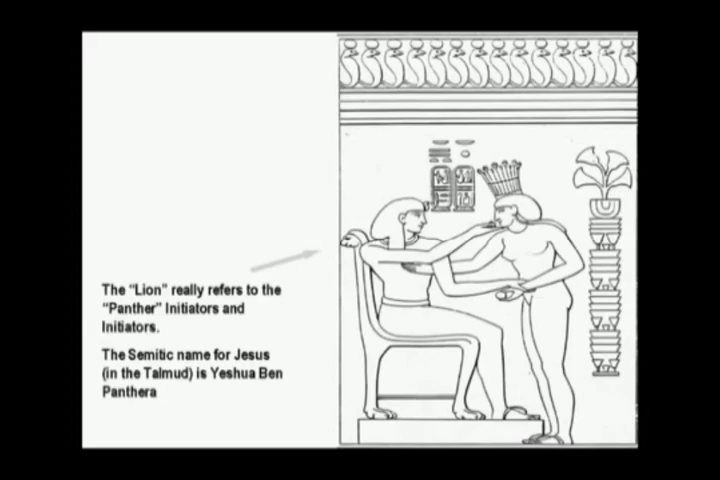 The “Lion” really refers to the
“Panther” Initiators and
Initiators.
The Semitic name for Jesus
(in the Talmud) is Yeshua Ben
Panthera